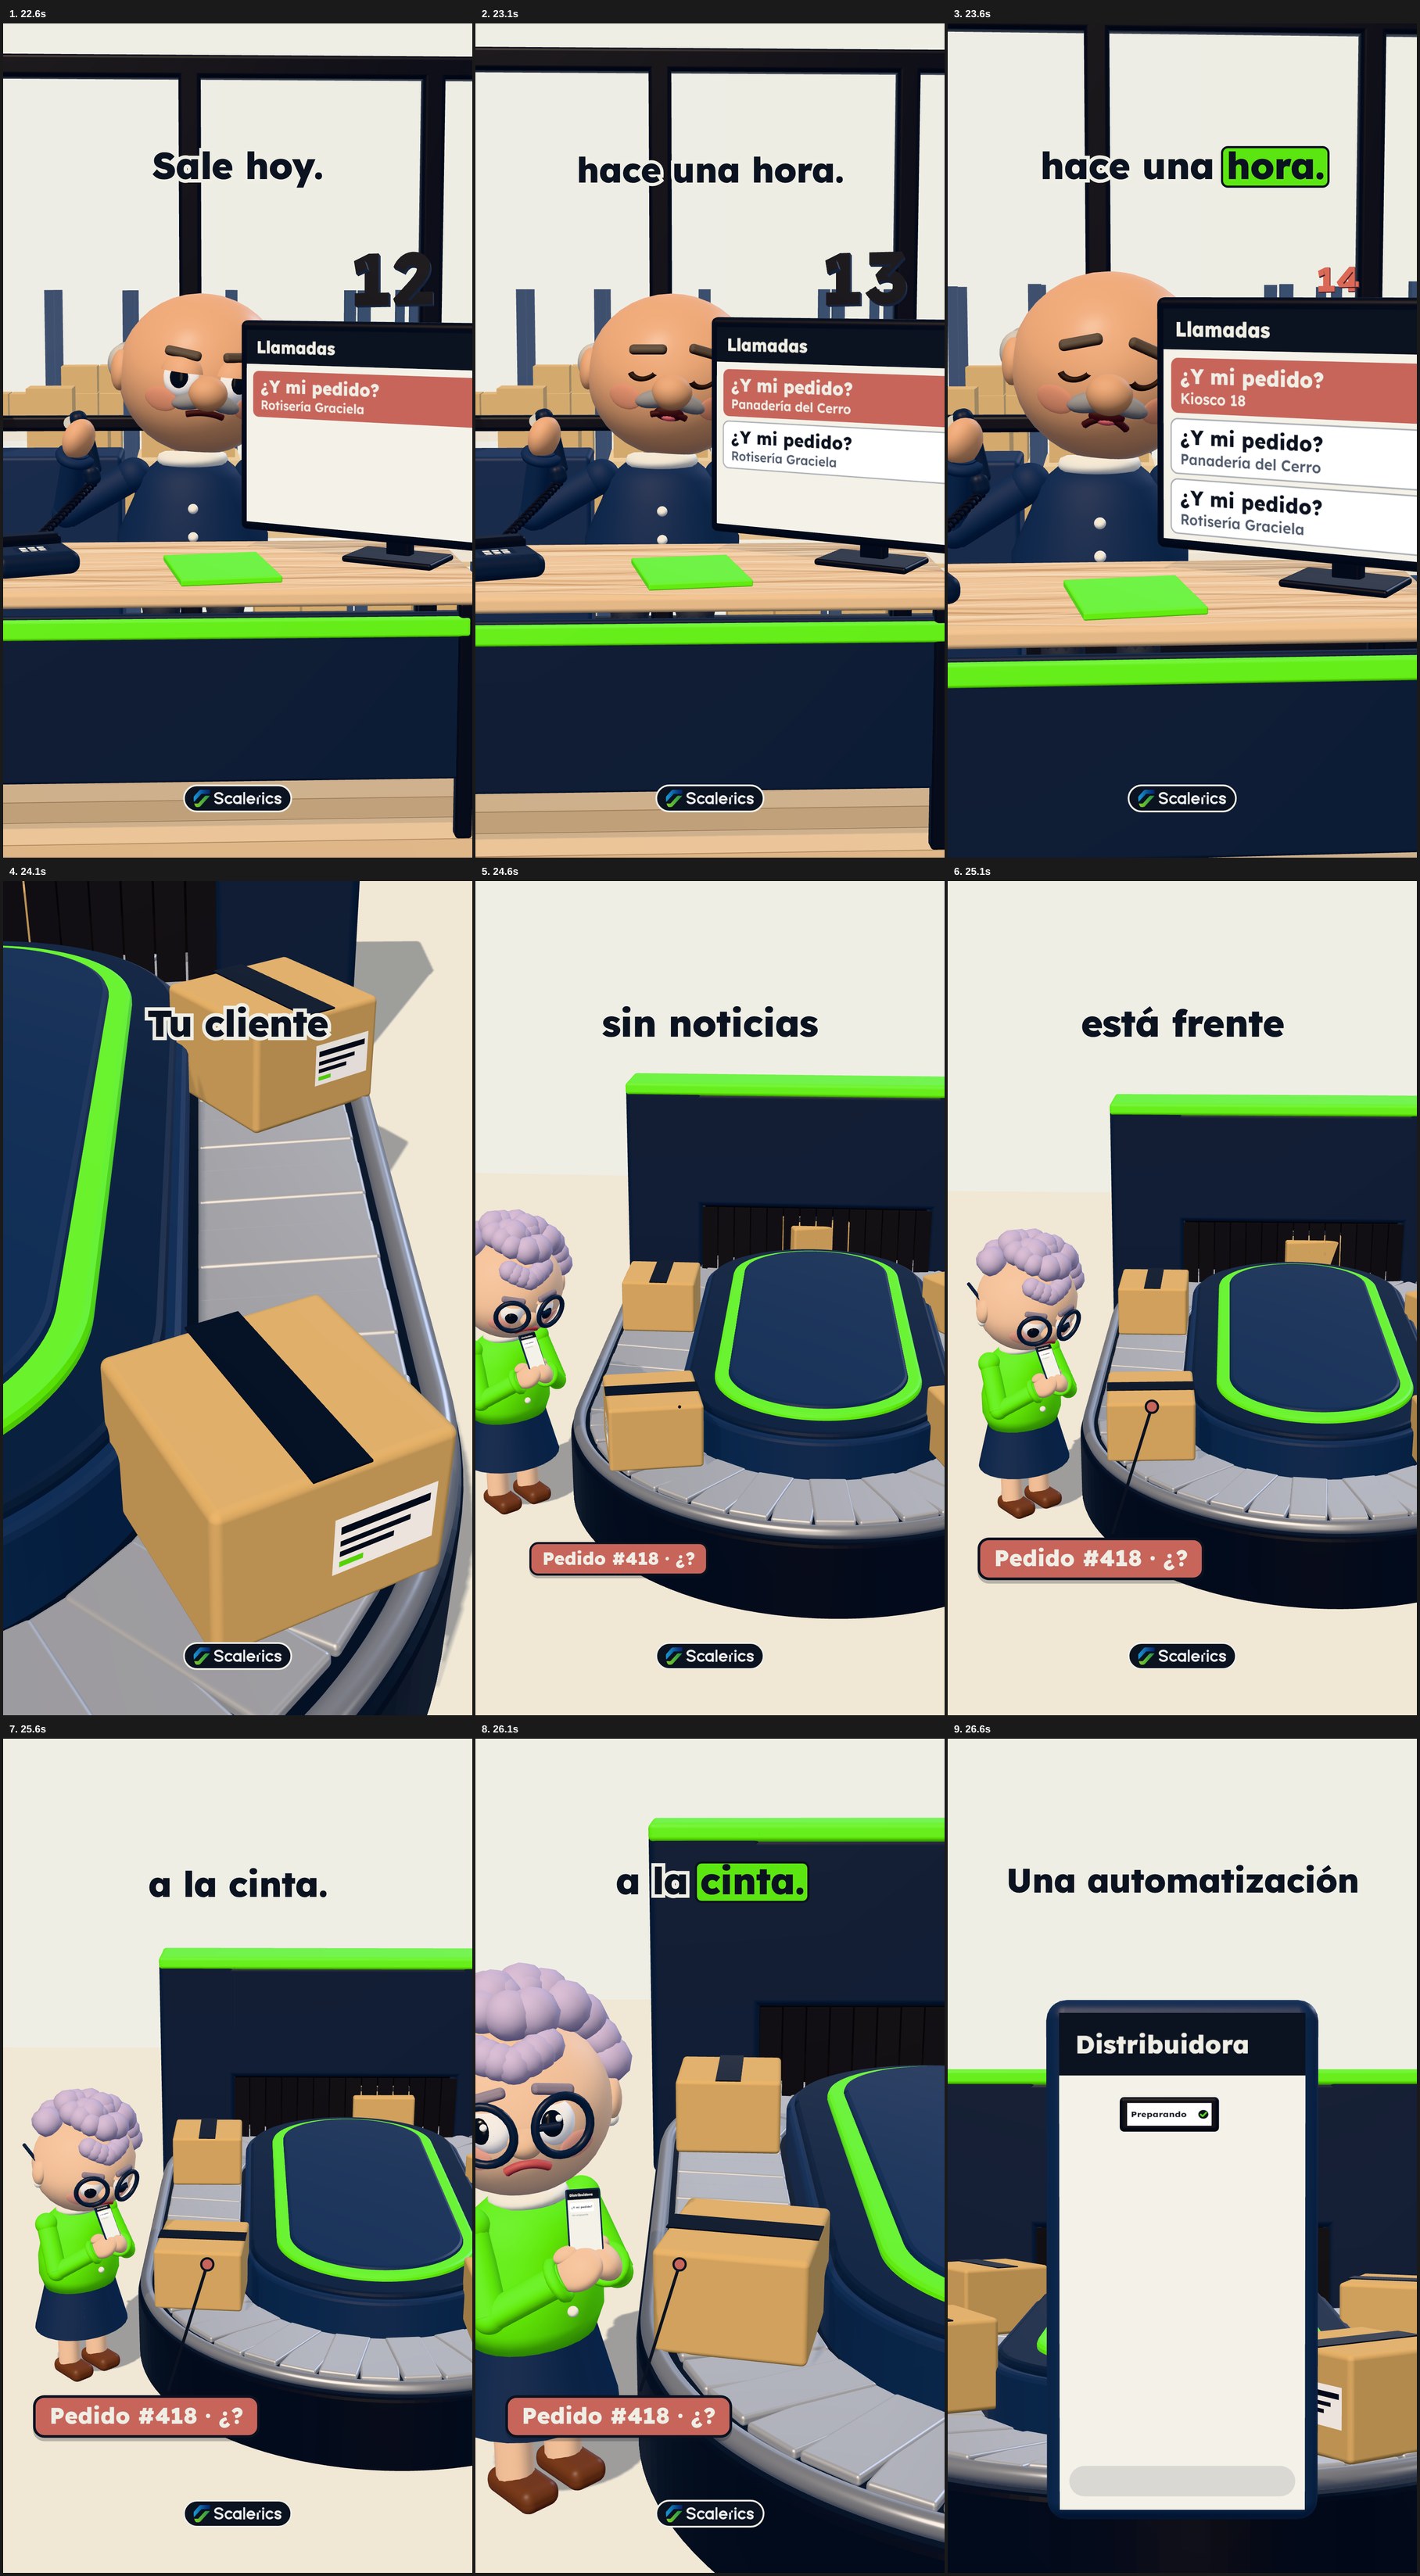 1. 22.6s
Sale hoy.
12
Llamadas
¿Y mi pedido?
Rotisería Graciela
Scalerics
2. 23.1s
hace una hora.
13
Llamadas
¿Y mi pedido?
Panadería del Cerro
¿Y mi pedido?
Rotisería Graciela
Scalerics
3. 23.6s
hace una hora.
14
Llamadas
¿Y mi pedido?
Kiosco 18
¿Y mi pedido?
Panadería del Cerro
¿Y mi pedido?
Rotisería Graciela
Scalerics
4. 24.1s
Tu cliente
Scalerics
5. 24.6s
sin noticias
Pedido #418 · ¿?
Scalerics
6. 25.1s
está frente
Pedido #418 · ¿?
Scalerics
7. 25.6s
a la cinta.
Pedido #418 · ¿?
Scalerics
8. 26.1s
a la cinta.
Distribuidora
Pedido #418 · ¿?
Scalerics
9. 26.6s
Una automatización
Distribuidora
Preparando